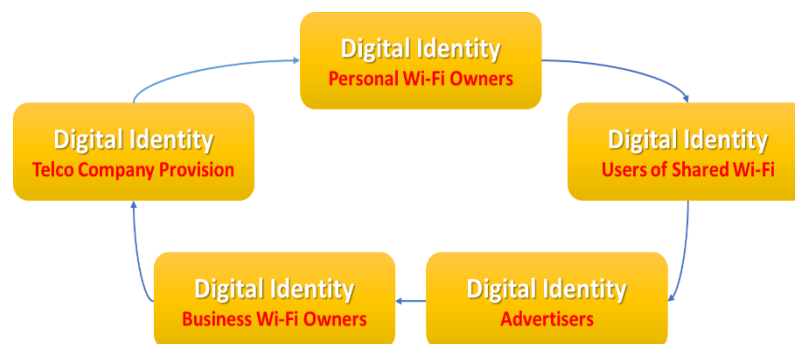 Digital Identity
Personal Wi-Fi Owners
Digital Identity
Telco Company Provision
Digital Identity
Users of Shared Wi-Fi
Digital Identity
Business Wi-Fi Owners
Digital Identity
Advertisers